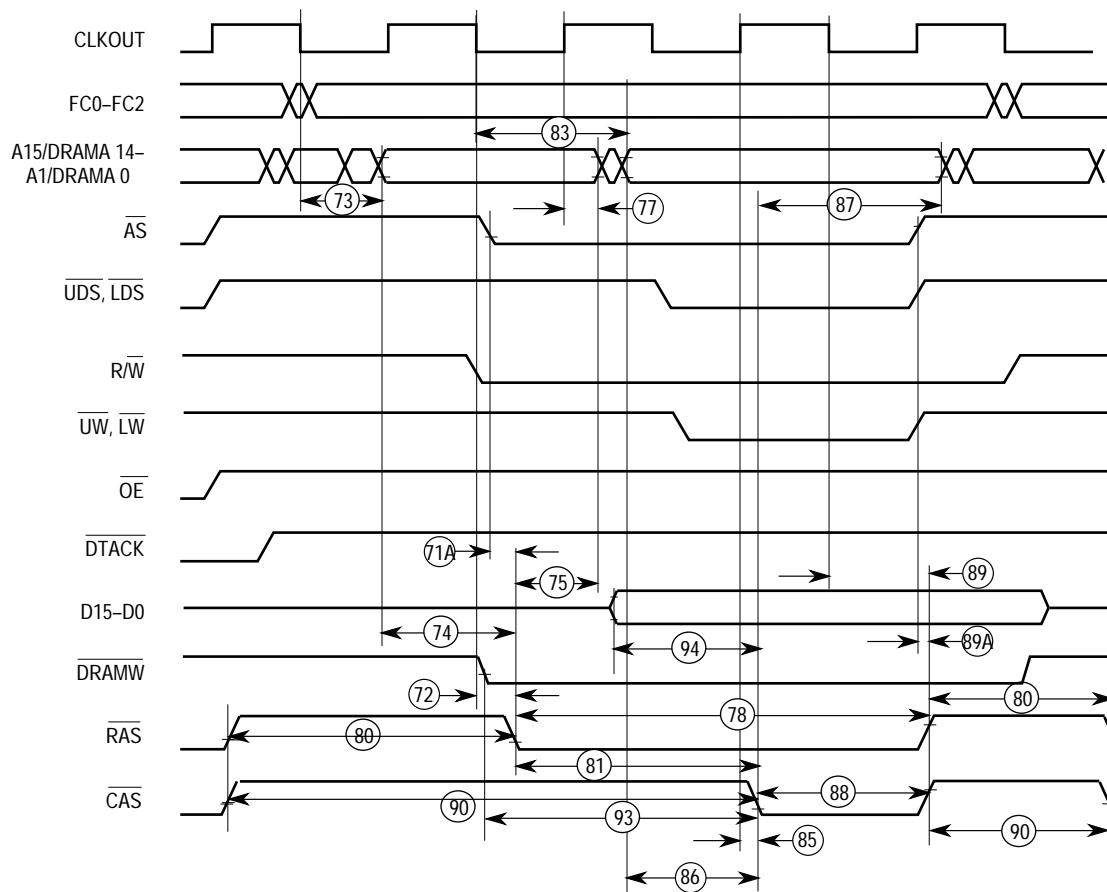 CLKOUT
FC0–FC2
83
A15/DRAMA 14–
A1/DRAMA 0
73
77
87
AS
UDS, LDS
R/W
UW, LW
OE
DTACK
71A
75
89
D15–D0
74
94
89A
DRAMW
72
80
78
RAS
80
81
CAS
88
90
93
90
85
86